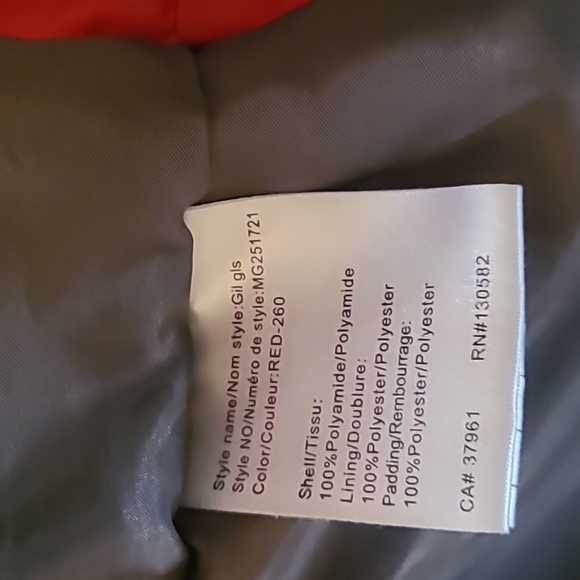 Style name/Nom style:Gil gls
Style NO/Numéro de style:MG251721
Color/Couleur:RED-260
Shell/Tissu:
100%Polyamide/Polyamide
Lining/Doublure:
100%Polyester/Polyester
Padding/Rembourrage:
100%Polyester/Polyester
CA# 37961 RN#130582